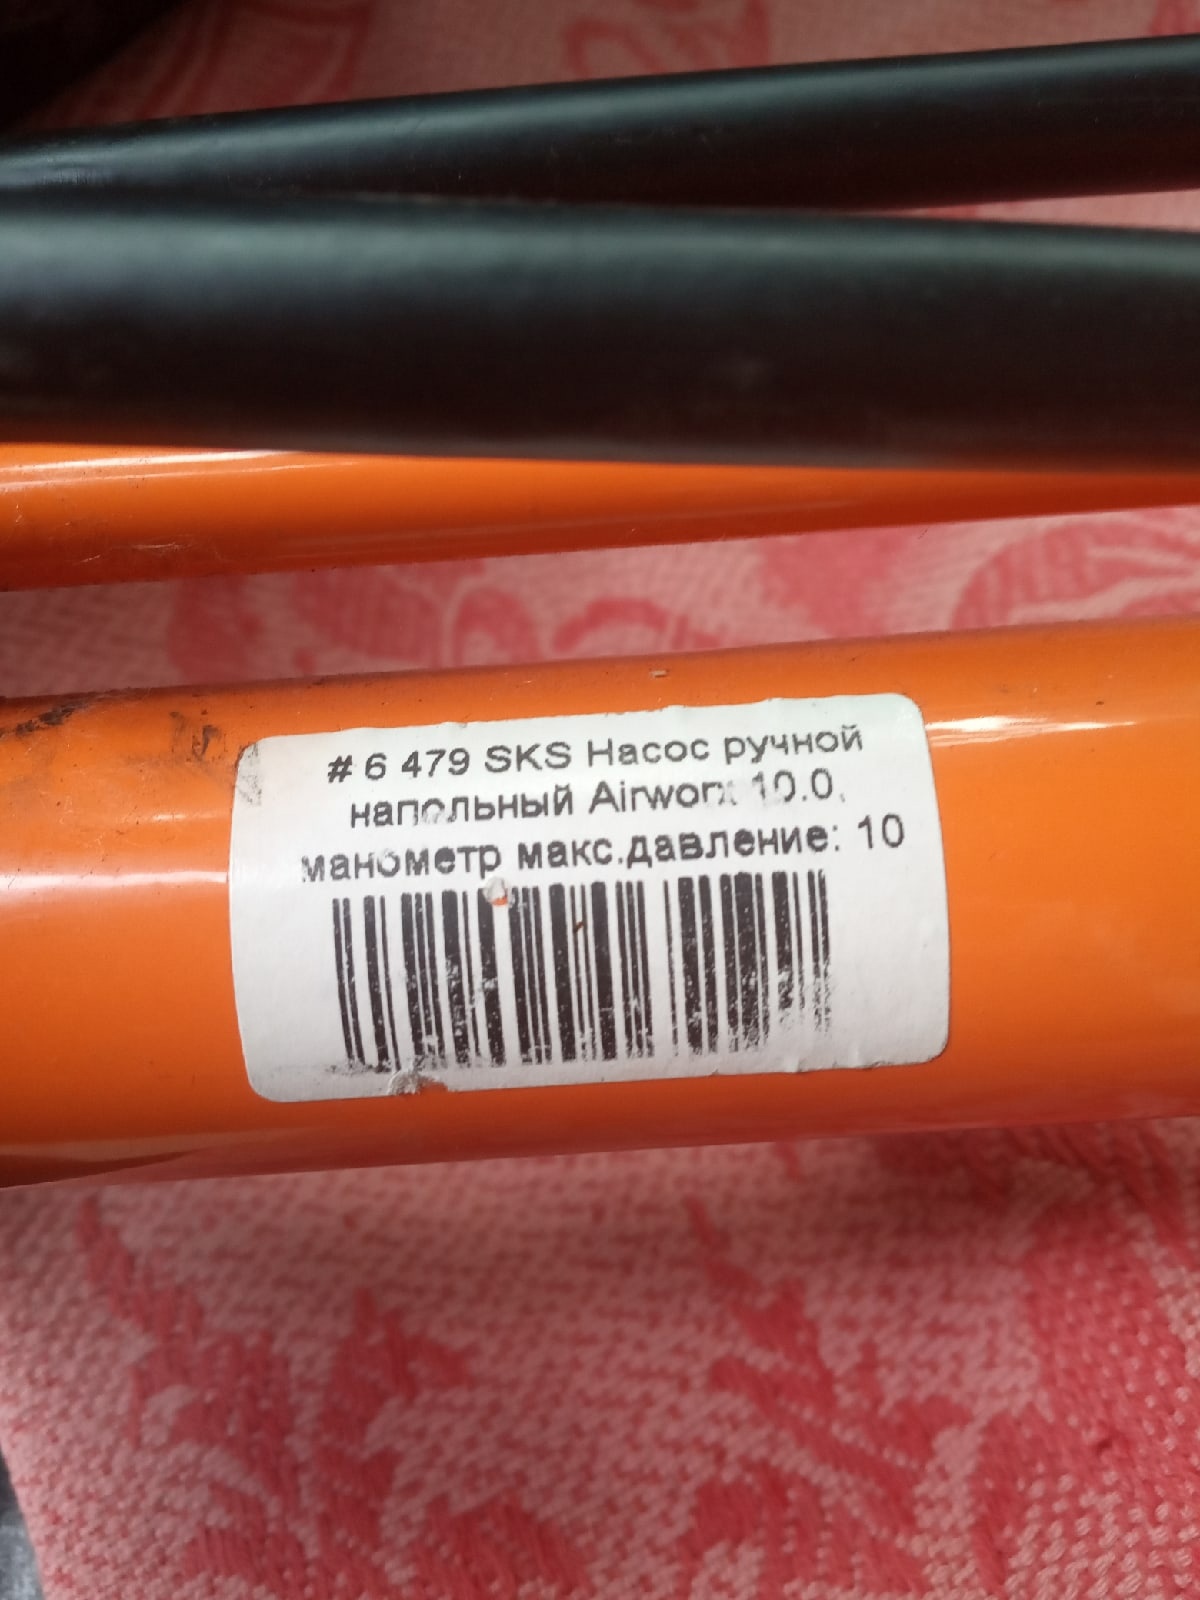 # 6 479 SKS Насос ручной
напольный Airworx 10.0,
манометр макс.давление: 10